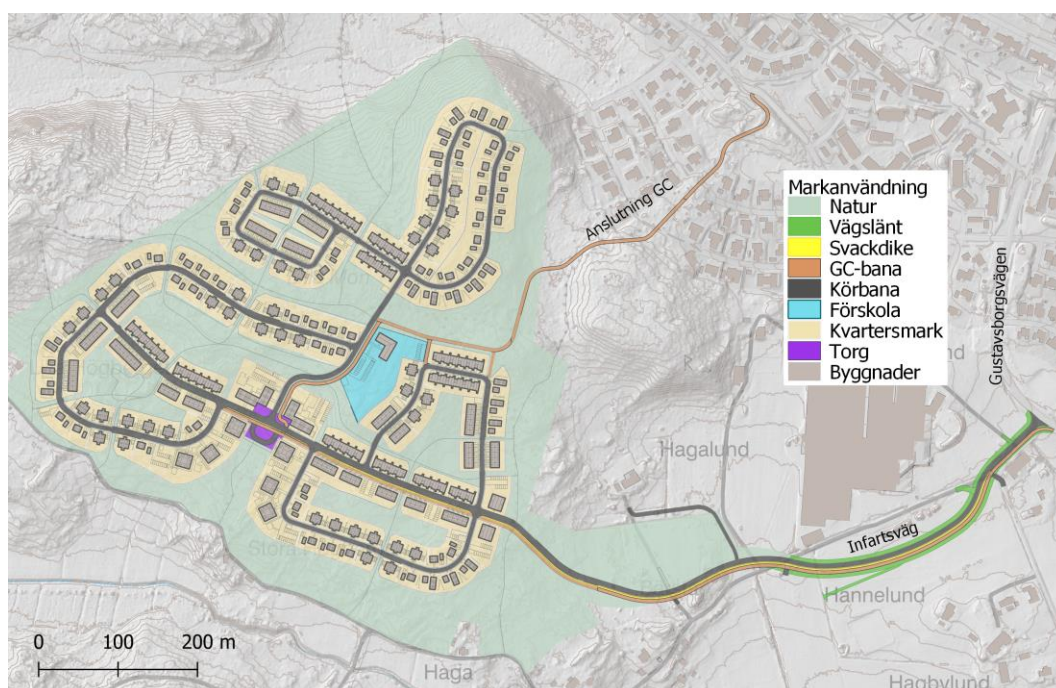 Anslutning GC
Markanvändning
Natur
Vägslänt
Svackdike
GC-bana
Körbana
Förskola
Kvartersmark
Torg
Byggnader
Gustavsborgsvägen
Hagalund
Infartsväg
Hannelund
0 100 200 m
Haga
Hagbylund